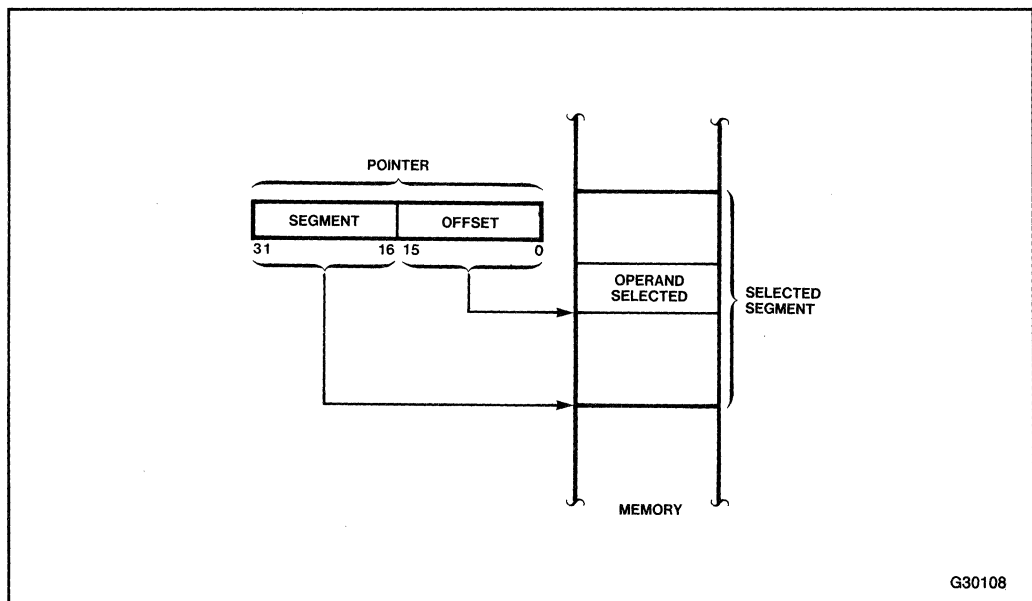 POINTER
SEGMENT OFFSET
31 16 15 0
OPERAND
SELECTED
SELECTED
SEGMENT
MEMORY
G30108